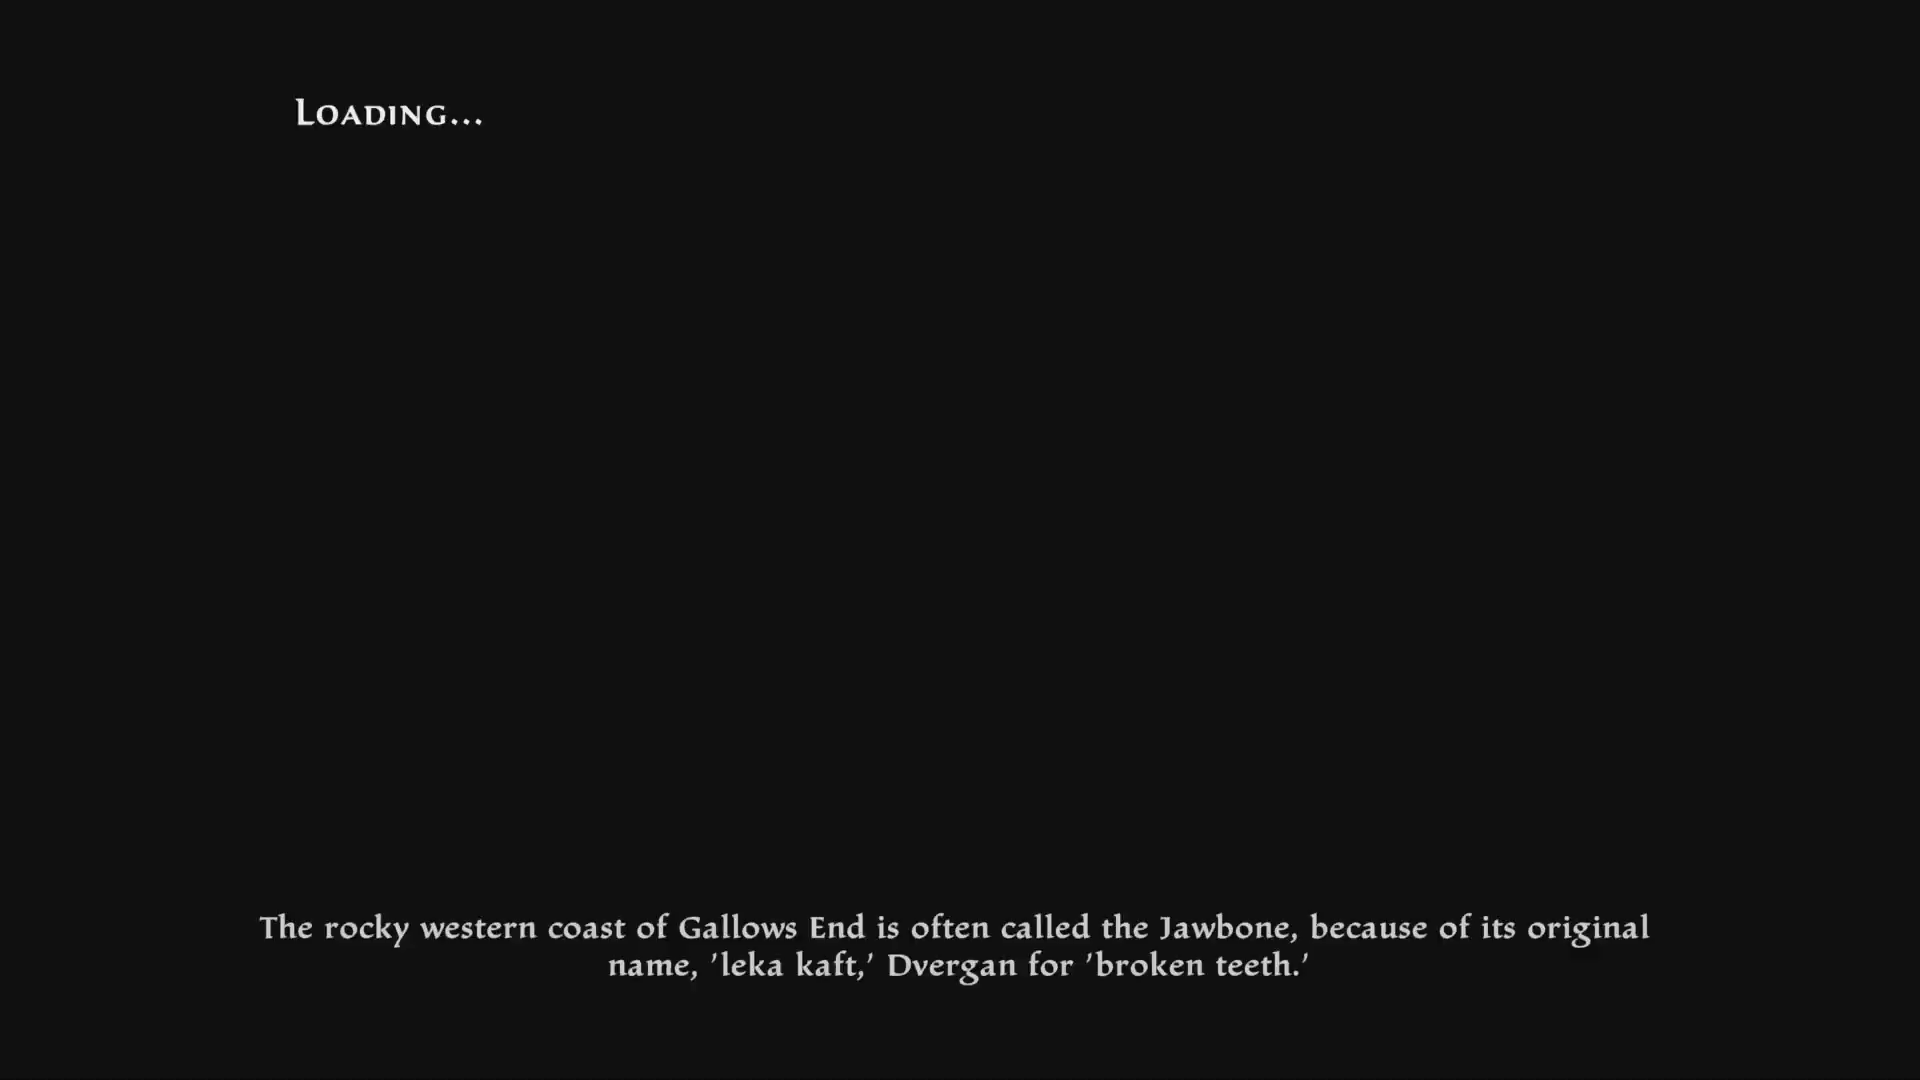 Loading...
The rocky western coast of Gallows End is often called the Jawbone, because of its original
name, 'leka kaft,' Dvergan for 'broken teeth.'